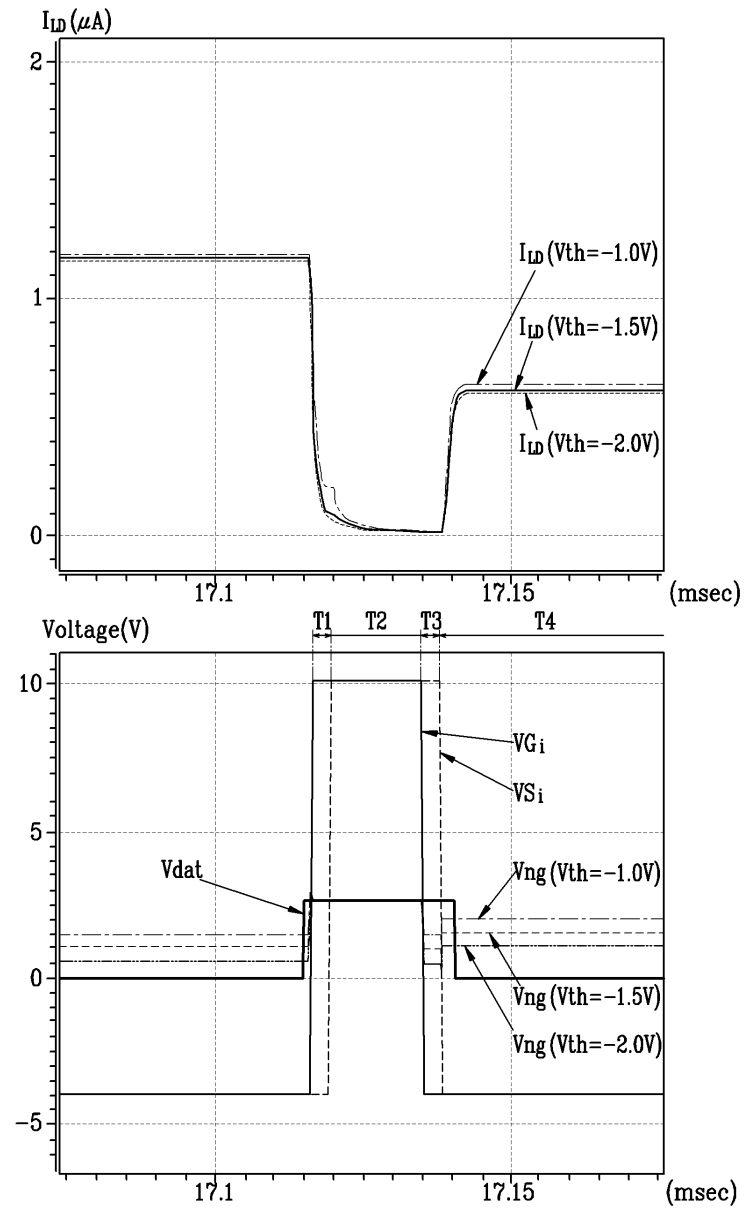 I_LD (μA)
2
1
0
I_LD (Vth=−1.0V)
I_LD (Vth=−1.5V)
I_LD (Vth=−2.0V)
17.1
17.15
(msec)
Voltage(V)
T1
T2
T3
T4
10
5
0
−5
VGi
VSi
Vdat
Vng (Vth=−1.0V)
Vng (Vth=−1.5V)
Vng (Vth=−2.0V)
17.1
17.15
(msec)